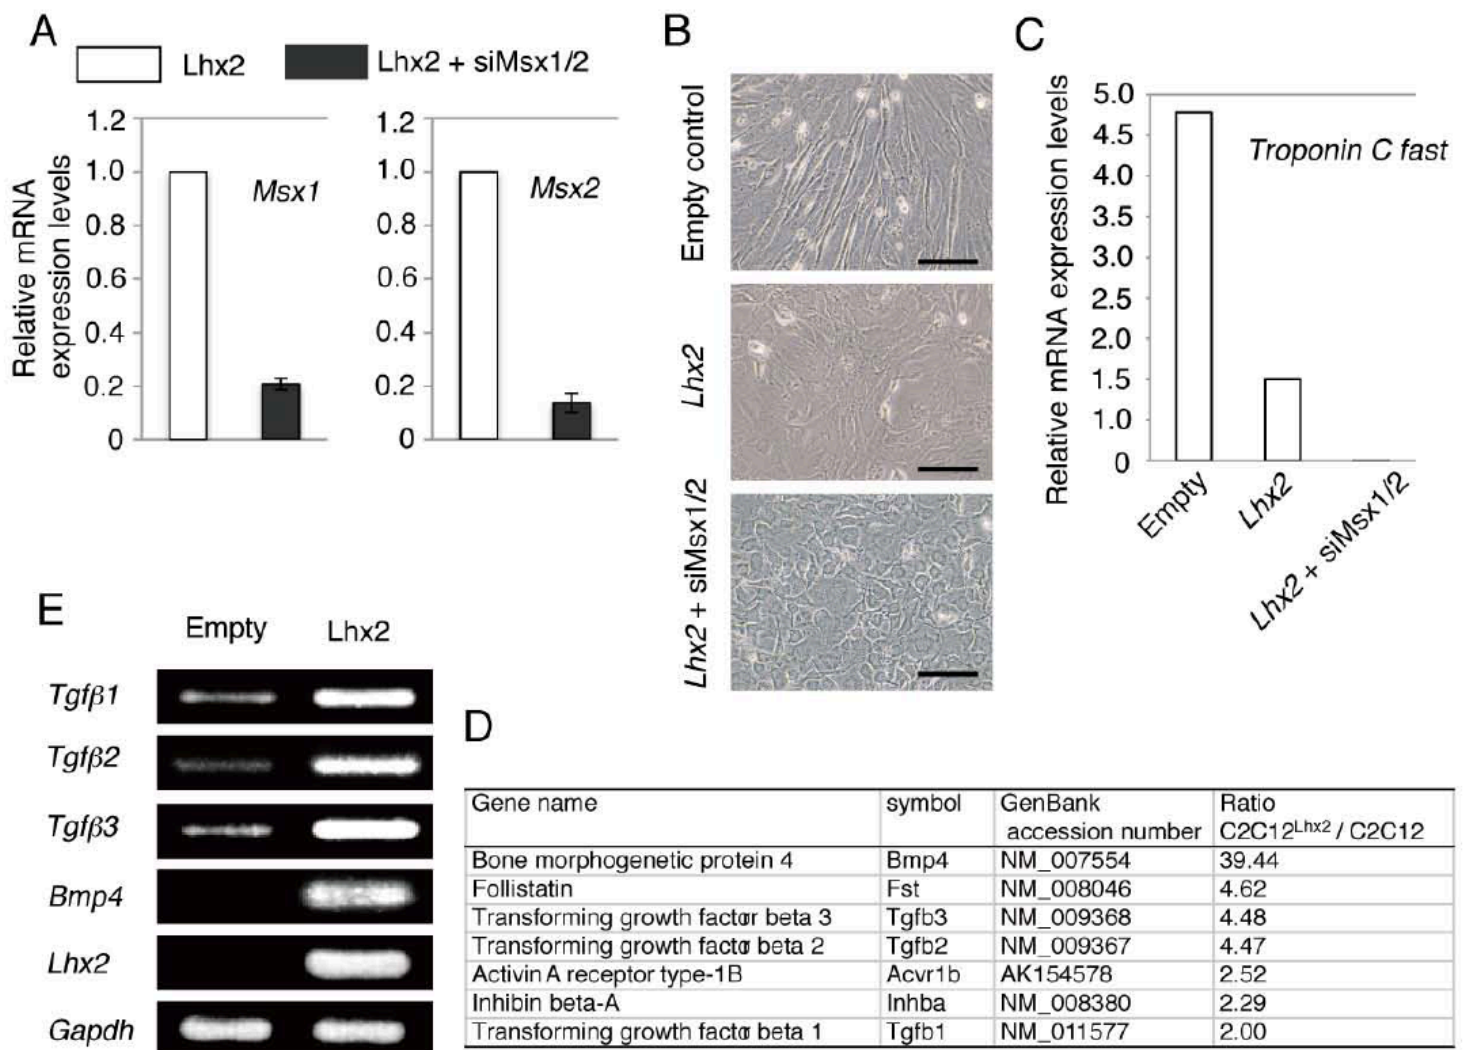 A
Lhx2
Lhx2 + siMsx1/2
Relative mRNA
expression levels
1.2
1.0
0.8
0.6
0.4
0.2
0
Msx1
1.2
1.0
0.8
0.6
0.4
0.2
0
Msx2
B
Empty control
Lhx2
Lhx2 + siMsx1/2
C
Relative mRNA expression levels
5.0
4.5
4.0
3.5
3.0
2.5
2.0
1.5
1.0
0
Troponin C fast
Empty
Lhx2
Lhx2 + siMsx1/2
E
Empty Lhx2
Tgfβ1
Tgfβ2
Tgfβ3
Bmp4
Lhx2
Gapdh
D
Gene name symbol GenBank accession number Ratio C2C12Lhx2 / C2C12
Bone morphogenetic protein 4 Bmp4 NM_007554 39.44
Follistatin Fst NM_008046 4.62
Transforming growth factor beta 3 Tgfb3 NM_009368 4.48
Transforming growth factor beta 2 Tgfb2 NM_009367 4.47
Activin A receptor type-1B Acvr1b AK154578 2.52
Inhibin beta-A Inhba NM_008380 2.29
Transforming growth factor beta 1 Tgfb1 NM_011577 2.00